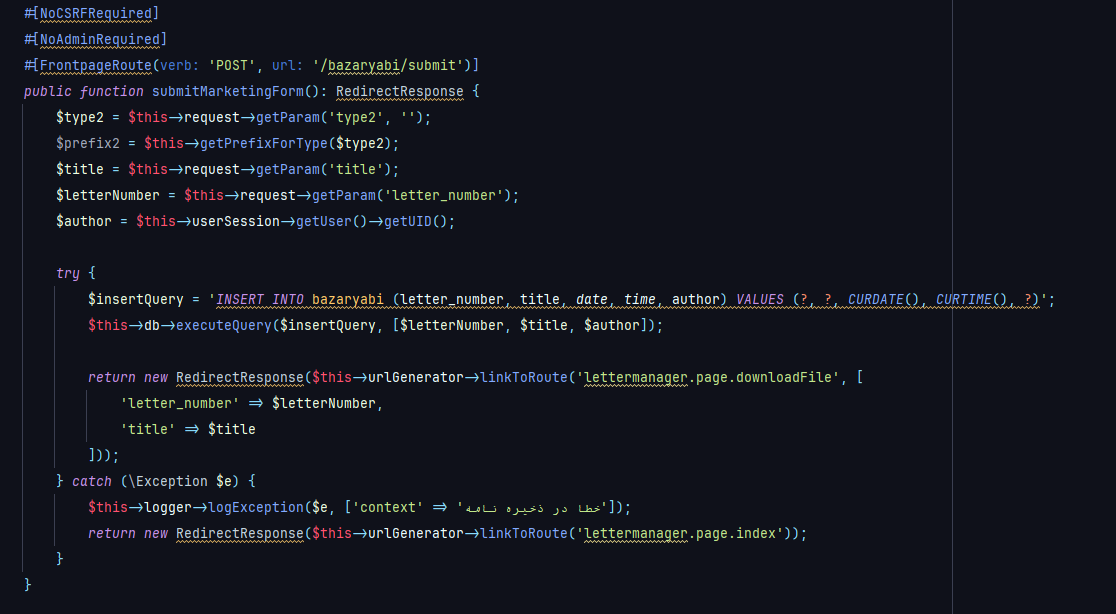 #[NoCSRFRequired]
#[NoAdminRequired]
#[FrontpageRoute(verb: 'POST', url: '/bazaryabi/submit')]
public function submitMarketingForm(): RedirectResponse {
    $type2 = $this->request->getParam('type2', '');
    $prefix2 = $this->getPrefixForType($type2);
    $title = $this->request->getParam('title');
    $letterNumber = $this->request->getParam('letter_number');
    $author = $this->userSession->getUser()->getUID();

    try {
        $insertQuery = 'INSERT INTO bazaryabi (letter_number, title, date, time, author) VALUES (?, ?, CURDATE(), CURTIME(), ?)';
        $this->db->executeQuery($insertQuery, [$letterNumber, $title, $author]);

        return new RedirectResponse($this->urlGenerator->linkToRoute('lettermanager.page.downloadFile', [
            'letter_number' => $letterNumber,
            'title' => $title
        ]));
    } catch (\Exception $e) {
        $this->logger->logException($e, ['context' => 'خطا در ذخیره نامه']);
        return new RedirectResponse($this->urlGenerator->linkToRoute('lettermanager.page.index'));
    }
}